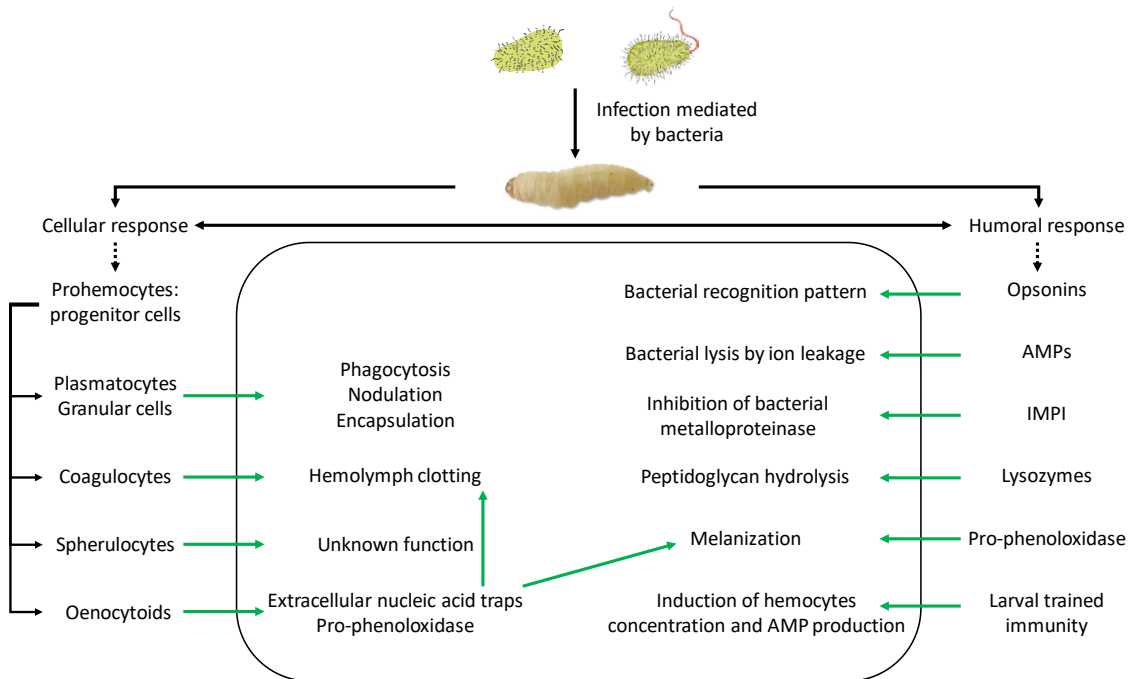 Infection mediated
by bacteria
Cellular response
Humoral response
Prohemocytes:
progenitor cells
Bacterial recognition pattern
Opsonins
Bacterial lysis by ion leakage
AMPs
Plasmatocytes
Granular cells
Phagocytosis
Nodulation
Encapsulation
Inhibition of bacterial
metalloproteinase
IMPI
Coagulocytes
Hemolymph clotting
Peptidoglycan hydrolysis
Lysozymes
Spherulocytes
Unknown function
Melanization
Pro-phenoloxidase
Oenocytoids
Extracellular nucleic acid traps
Pro-phenoloxidase
Induction of hemocytes
concentration and AMP production
Larval trained
immunity